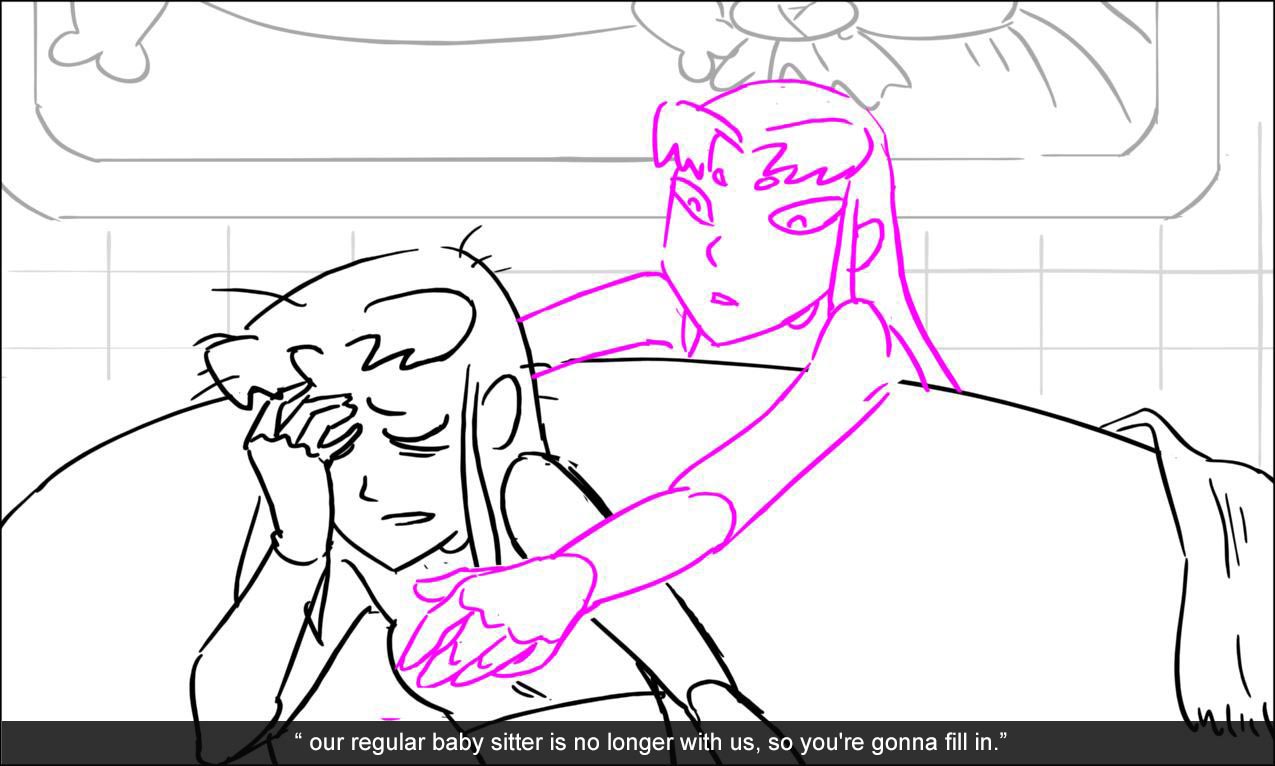 “ our regular baby sitter is no longer with us, so you're gonna fill in.”